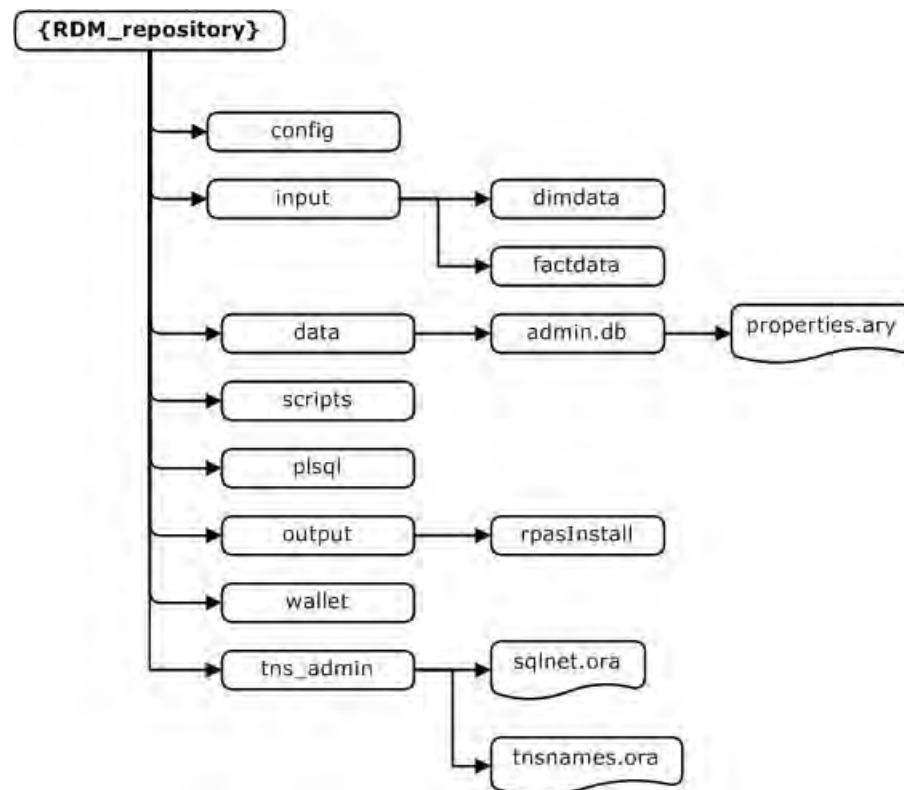 {RDM_repository}
config
input
dimdata
factdata
data
admin.db
properties.ary
scripts
plsql
output
rpasInstall
wallet
tns_admin
sqlnet.ora
tnsnames.ora